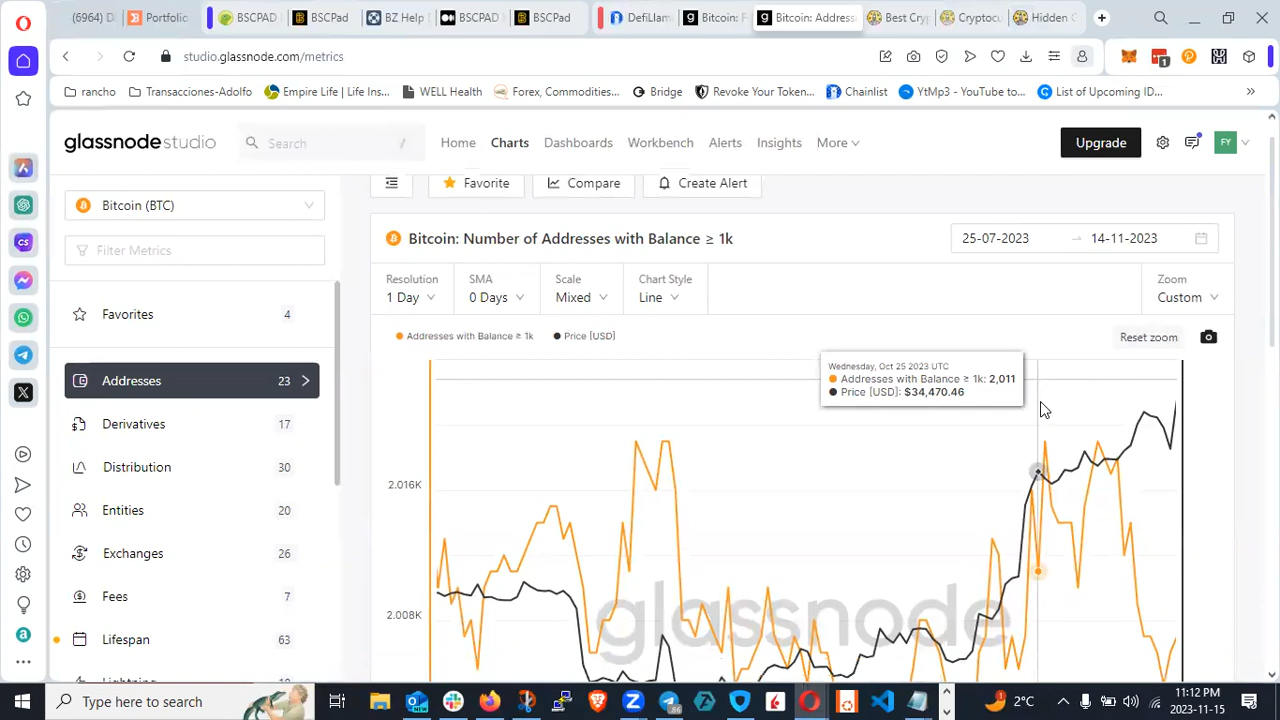 (6964) D
Portfolio
BSCPAD
BSCPad
BZ Help D
BSCPAD
BSCPad
DefiLlam
Bitcoin: F
Bitcoin: Address
Best Cryp
Cryptocu
Hidden C
studio.glassnode.com/metrics
1
rancho
Transacciones-Adolfo
Empire Life | Life Ins...
WELL Health
Forex, Commodities...
Bridge
Revoke Your Token...
Chainlist
YtMp3 - YouTube to...
List of Upcoming ID...
glassnodestudio
Search
/
Home
Charts
Dashboards
Workbench
Alerts
Insights
More
Upgrade
FY
Bitcoin (BTC)
Filter Metrics
Favorites 4
Addresses 23
Derivatives 17
Distribution 30
Entities 20
Exchanges 26
Fees 7
Lifespan 63
Favorite
Compare
Create Alert
Bitcoin: Number of Addresses with Balance ≥ 1k
25-07-2023 → 14-11-2023
Resolution
1 Day
SMA
0 Days
Scale
Mixed
Chart Style
Line
Zoom
Custom
Addresses with Balance ≥ 1k
Price [USD]
Reset zoom
Wednesday, Oct 25 2023 UTC
Addresses with Balance ≥ 1k: 2,011
Price [USD]: $34,470.46
2.016K
2.008K
glassnode
Type here to search
86
2°C
11:12 PM
2023-11-15